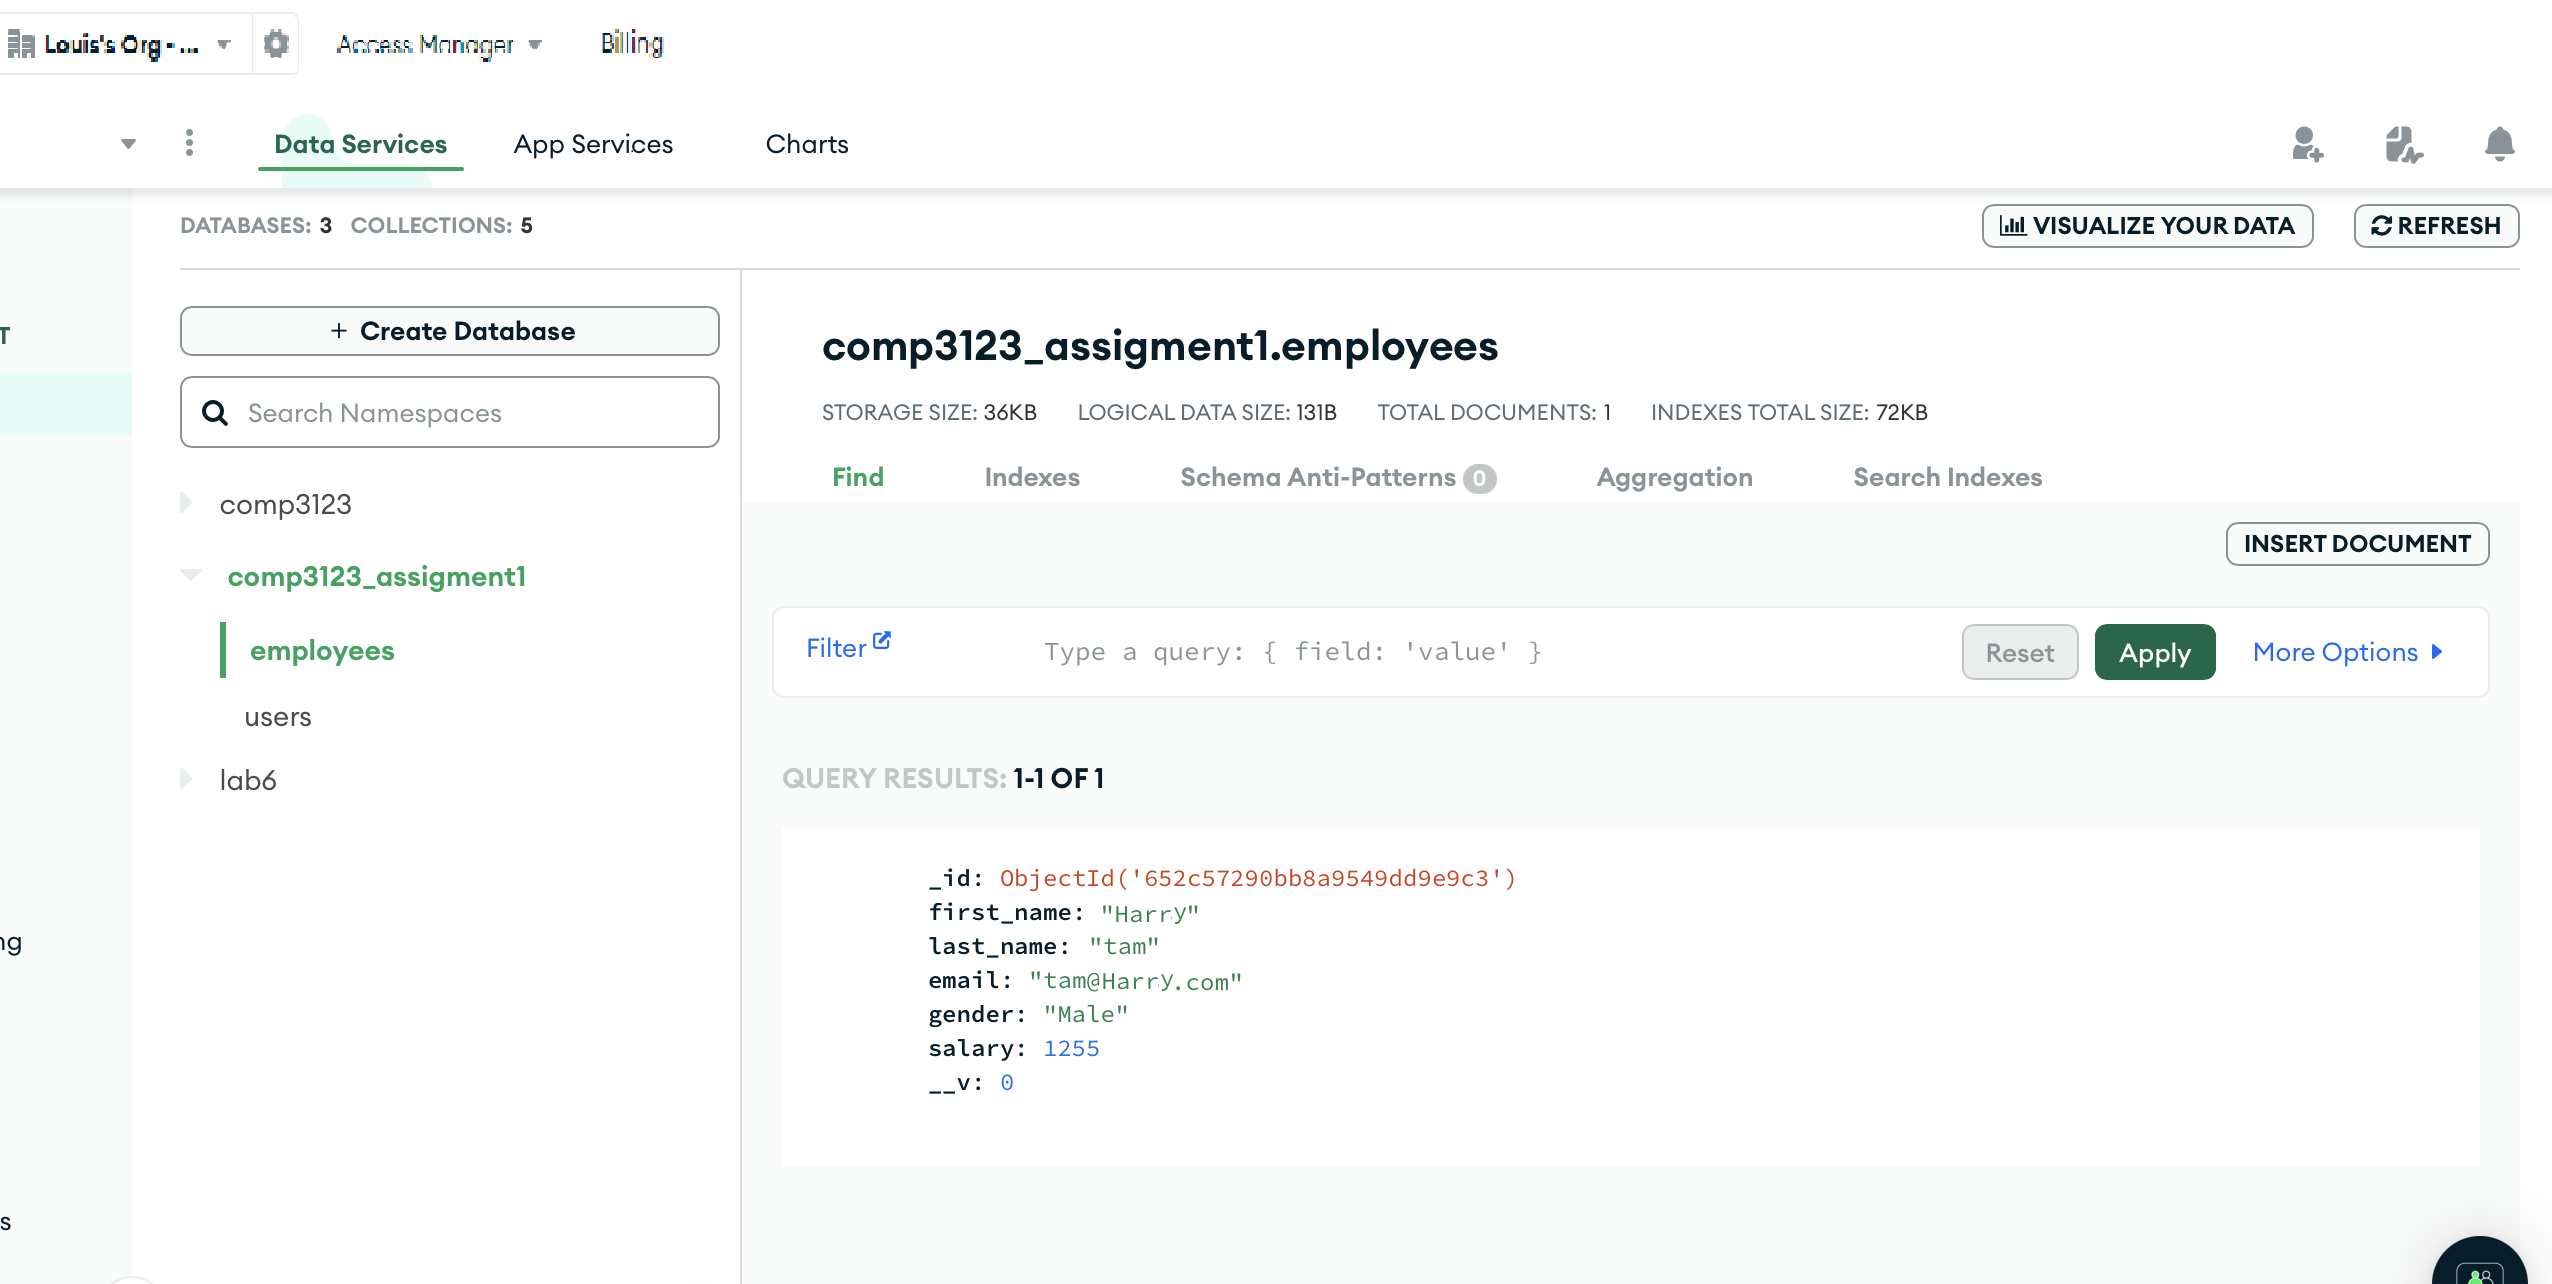 Louis's Org - ...
Access Manager
Billing
Data Services
App Services
Charts
DATABASES: 3 COLLECTIONS: 5
VISUALIZE YOUR DATA
REFRESH
+ Create Database
Search Namespaces
comp3123
comp3123_assigment1
employees
users
lab6
T
ng
s
comp3123_assigment1.employees
STORAGE SIZE: 36KB LOGICAL DATA SIZE: 131B TOTAL DOCUMENTS: 1 INDEXES TOTAL SIZE: 72KB
Find Indexes Schema Anti-Patterns 0 Aggregation Search Indexes
INSERT DOCUMENT
Filter Type a query: { field: 'value' } Reset Apply More Options
QUERY RESULTS: 1-1 OF 1
_id: ObjectId('652c57290bb8a9549dd9e9c3')
first_name: "Harry"
last_name: "tam"
email: "tam@Harry.com"
gender: "Male"
salary: 1255
__v: 0